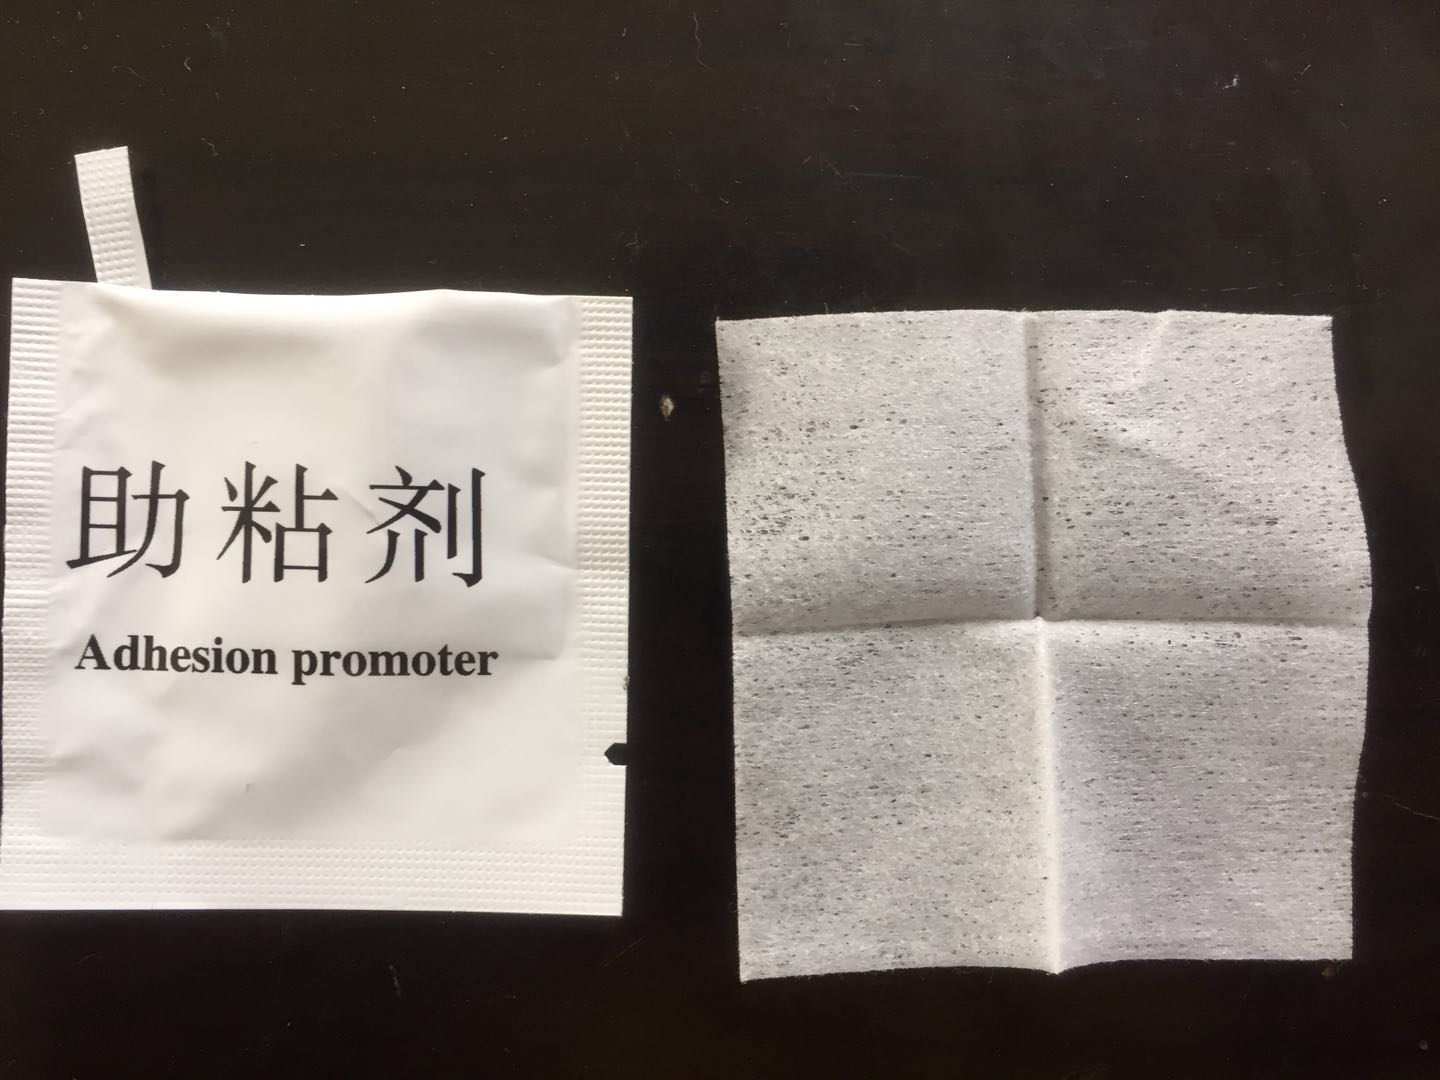 助粘剂
Adhesion promoter